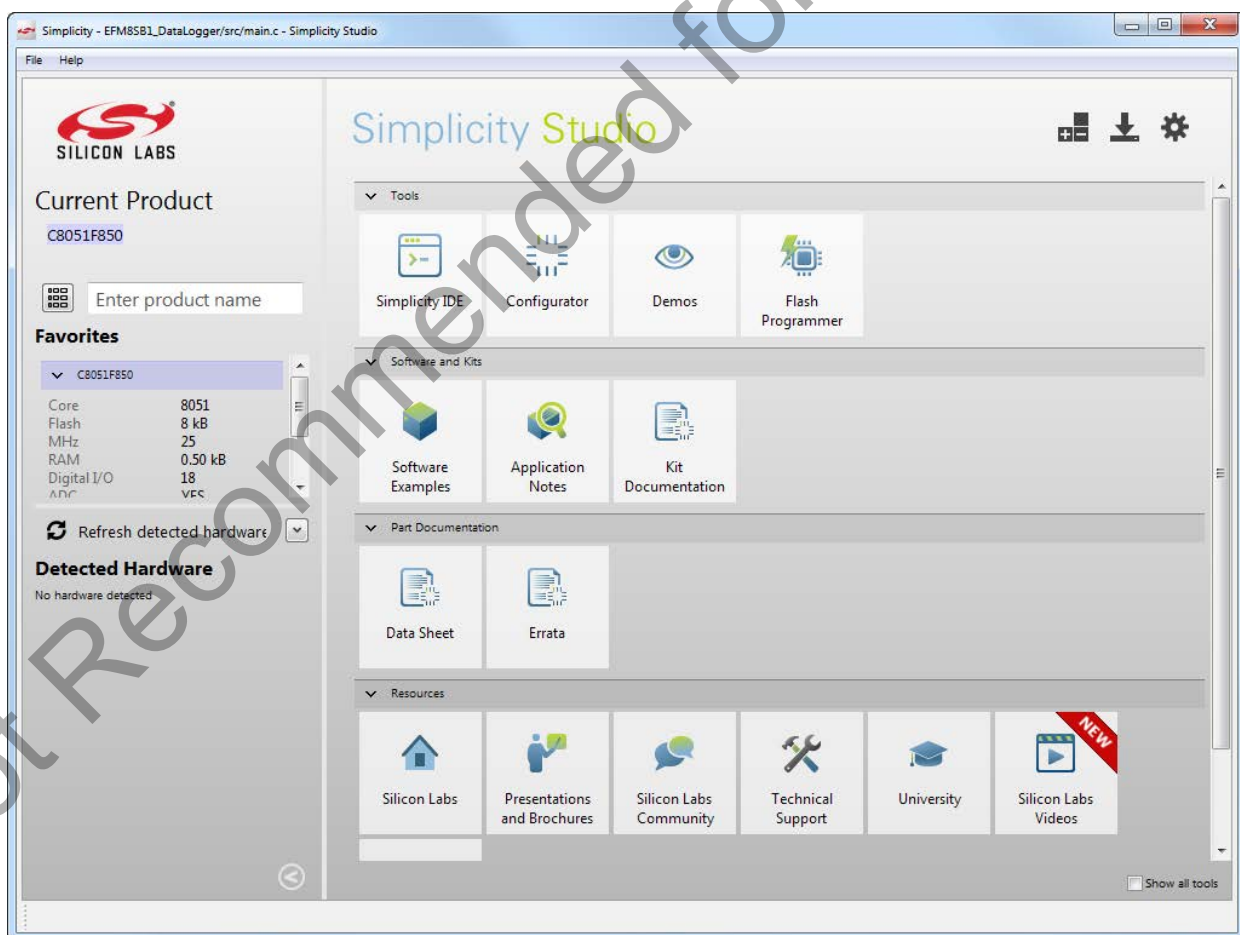 Simplicity - EFM8SB1_DataLogger/src/main.c - Simplicity Studio
File Help
SILICON LABS
Current Product
C8051F850
Enter product name
Favorites
C8051F850
Core 8051
Flash 8 kB
MHz 25
RAM 0.50 kB
Digital I/O 18
ADC YES
Refresh detected hardware
Detected Hardware
No hardware detected
Simplicity Studio
Tools
Simplicity IDE
Configurator
Demos
Flash
Programmer
Software and Kits
Software
Examples
Application
Notes
Kit
Documentation
Part Documentation
Data Sheet
Errata
Resources
Silicon Labs
Presentations
and Brochures
Silicon Labs
Community
Technical
Support
University
NEW
Silicon Labs
Videos
Show all tools
ot Recommended for